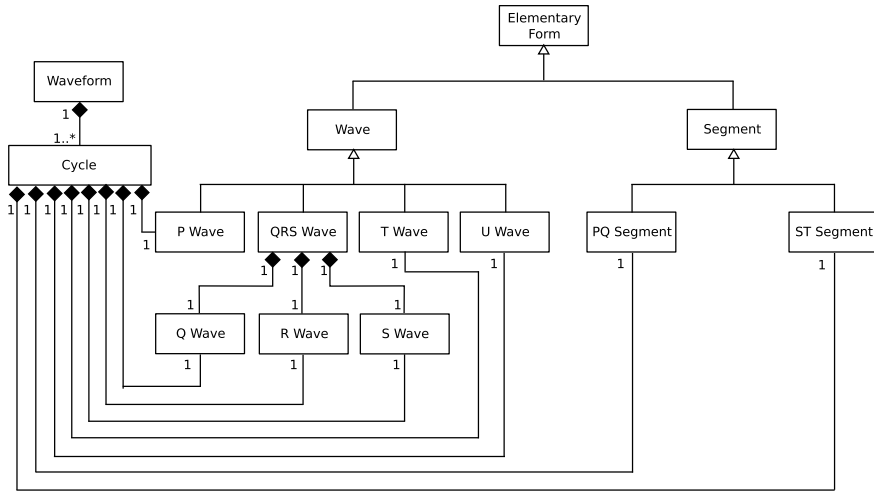 Elementary
Form
Waveform
1
1..*
Wave
Segment
Cycle
1 1 1 1 1 1 1 1
1
P Wave
QRS Wave
T Wave
U Wave
PQ Segment
ST Segment
1 1 1
1
1
1
1
1 1 1
Q Wave
R Wave
S Wave
1
1
1